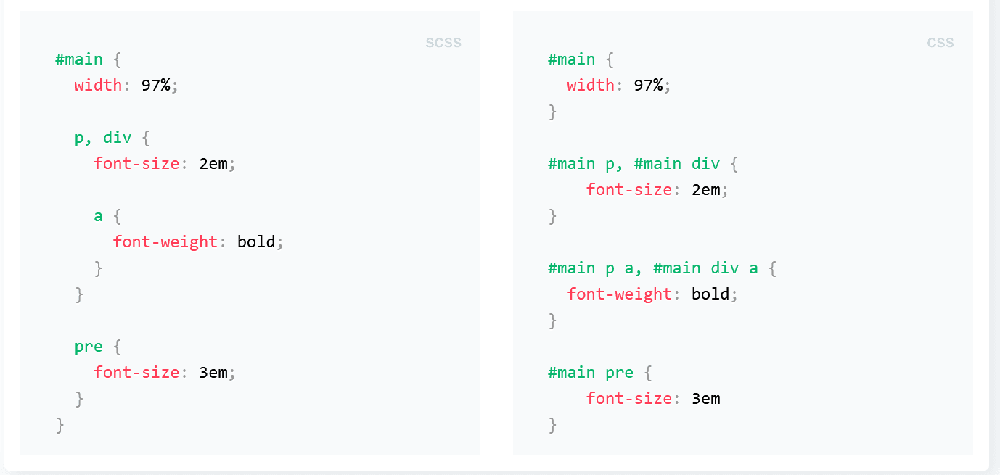 SCSS
#main {
  width: 97%;

  p, div {
    font-size: 2em;

    a {
      font-weight: bold;
    }
  }

  pre {
    font-size: 3em;
  }
}
CSS
#main {
  width: 97%;
}

#main p, #main div {
    font-size: 2em;
}

#main p a, #main div a {
  font-weight: bold;
}

#main pre {
    font-size: 3em
}